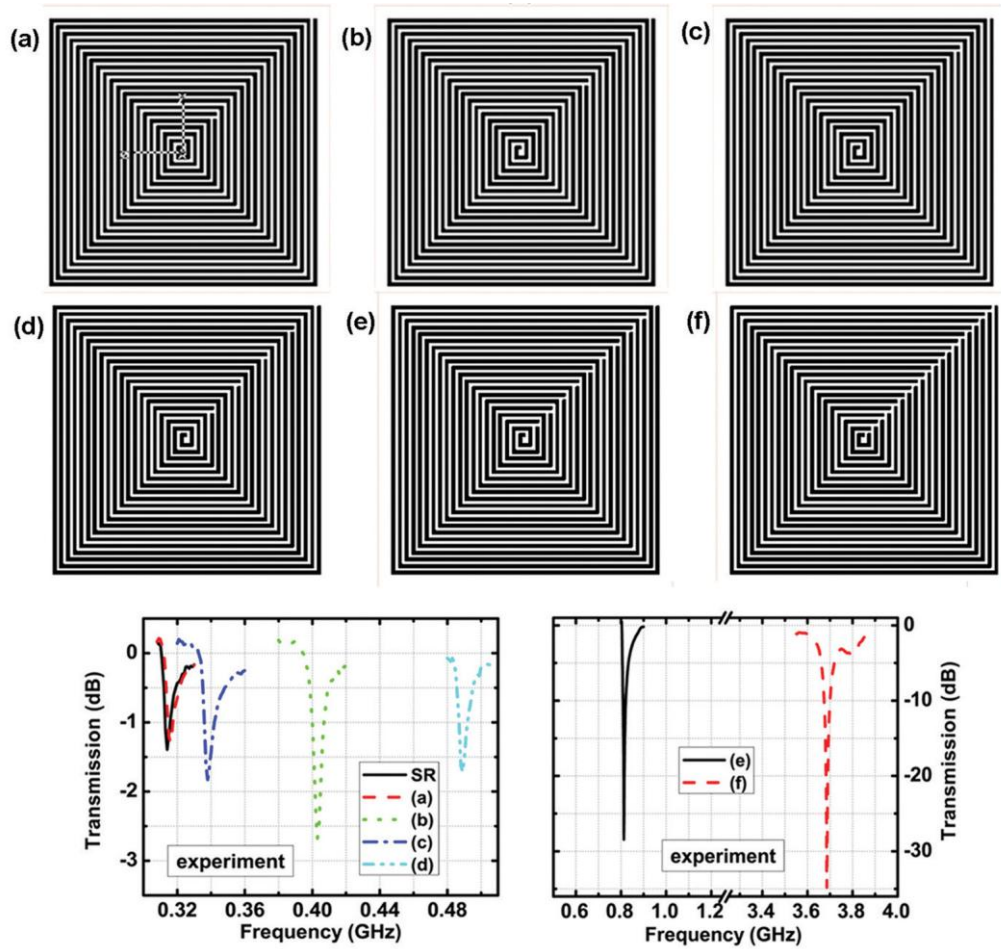 (a)
(b)
(c)
(d)
(e)
(f)
Transmission (dB)
0
-1
-2
-3
SR
(a)
(b)
(c)
(d)
experiment
0.32 0.36 0.40 0.44 0.48
Frequency (GHz)
0
-10
-20
-30
Transmission (dB)
(e)
(f)
experiment
0.6 0.8 1.0 1.2 3.4 3.6 3.8 4.0
Frequency (GHz)